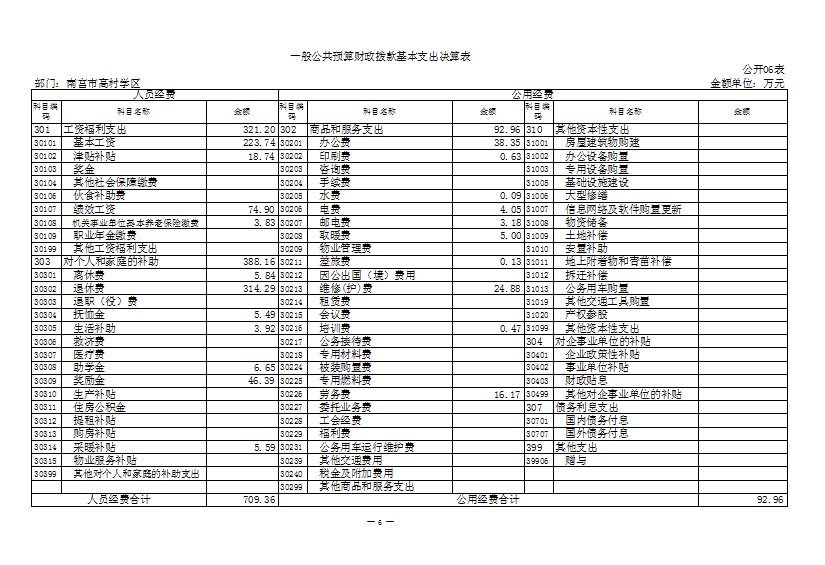 一般公共预算财政拨款基本支出决算表
公开06表
部门：南宫市高村学区 金额单位：万元
人员经费 公用经费
科目编码 科目名称 金额 科目编码 科目名称 金额 科目编码 科目名称 金额
301 工资福利支出 321.20 302 商品和服务支出 92.96 310 其他资本性支出
30101 基本工资 223.74 30201 办公费 38.35 31001 房屋建筑物购建
30102 津贴补贴 18.74 30202 印刷费 0.63 31002 办公设备购置
30103 奖金 30203 咨询费 31003 专用设备购置
30104 其他社会保障缴费 30204 手续费 31005 基础设施建设
30106 伙食补助费 30205 水费 0.09 31006 大型修缮
30107 绩效工资 74.90 30206 电费 4.05 31007 信息网络及软件购置更新
30108 机关事业单位基本养老保险缴费 3.83 30207 邮电费 3.18 31008 物资储备
30109 职业年金缴费 30208 取暖费 5.00 31009 土地补偿
30199 其他工资福利支出 30209 物业管理费 31010 安置补助
303 对个人和家庭的补助 388.16 30211 差旅费 0.13 31011 地上附着物和青苗补偿
30301 离休费 5.84 30212 因公出国（境）费用 31012 拆迁补偿
30302 退休费 314.29 30213 维修(护)费 24.88 31013 公务用车购置
30303 退职（役）费 30214 租赁费 31019 其他交通工具购置
30304 抚恤金 5.49 30215 会议费 31020 产权参股
30305 生活补助 3.92 30216 培训费 0.47 31099 其他资本性支出
30306 救济费 30217 公务接待费 304 对企事业单位的补贴
30307 医疗费 30218 专用材料费 30401 企业政策性补贴
30308 助学金 6.65 30224 被装购置费 30402 事业单位补贴
30309 奖励金 46.39 30225 专用燃料费 30403 财政贴息
30310 生产补贴 30226 劳务费 16.17 30499 其他对企事业单位的补贴
30311 住房公积金 30227 委托业务费 307 债务利息支出
30312 提租补贴 30228 工会经费 30701 国内债务付息
30313 购房补贴 30229 福利费 30707 国外债务付息
30314 采暖补贴 5.59 30231 公务用车运行维护费 399 其他支出
30315 物业服务补贴 30239 其他交通费用 39906 赠与
30399 其他对个人和家庭的补助支出 30240 税金及附加费用
30299 其他商品和服务支出
人员经费合计 709.36 公用经费合计 92.96
— 6 —